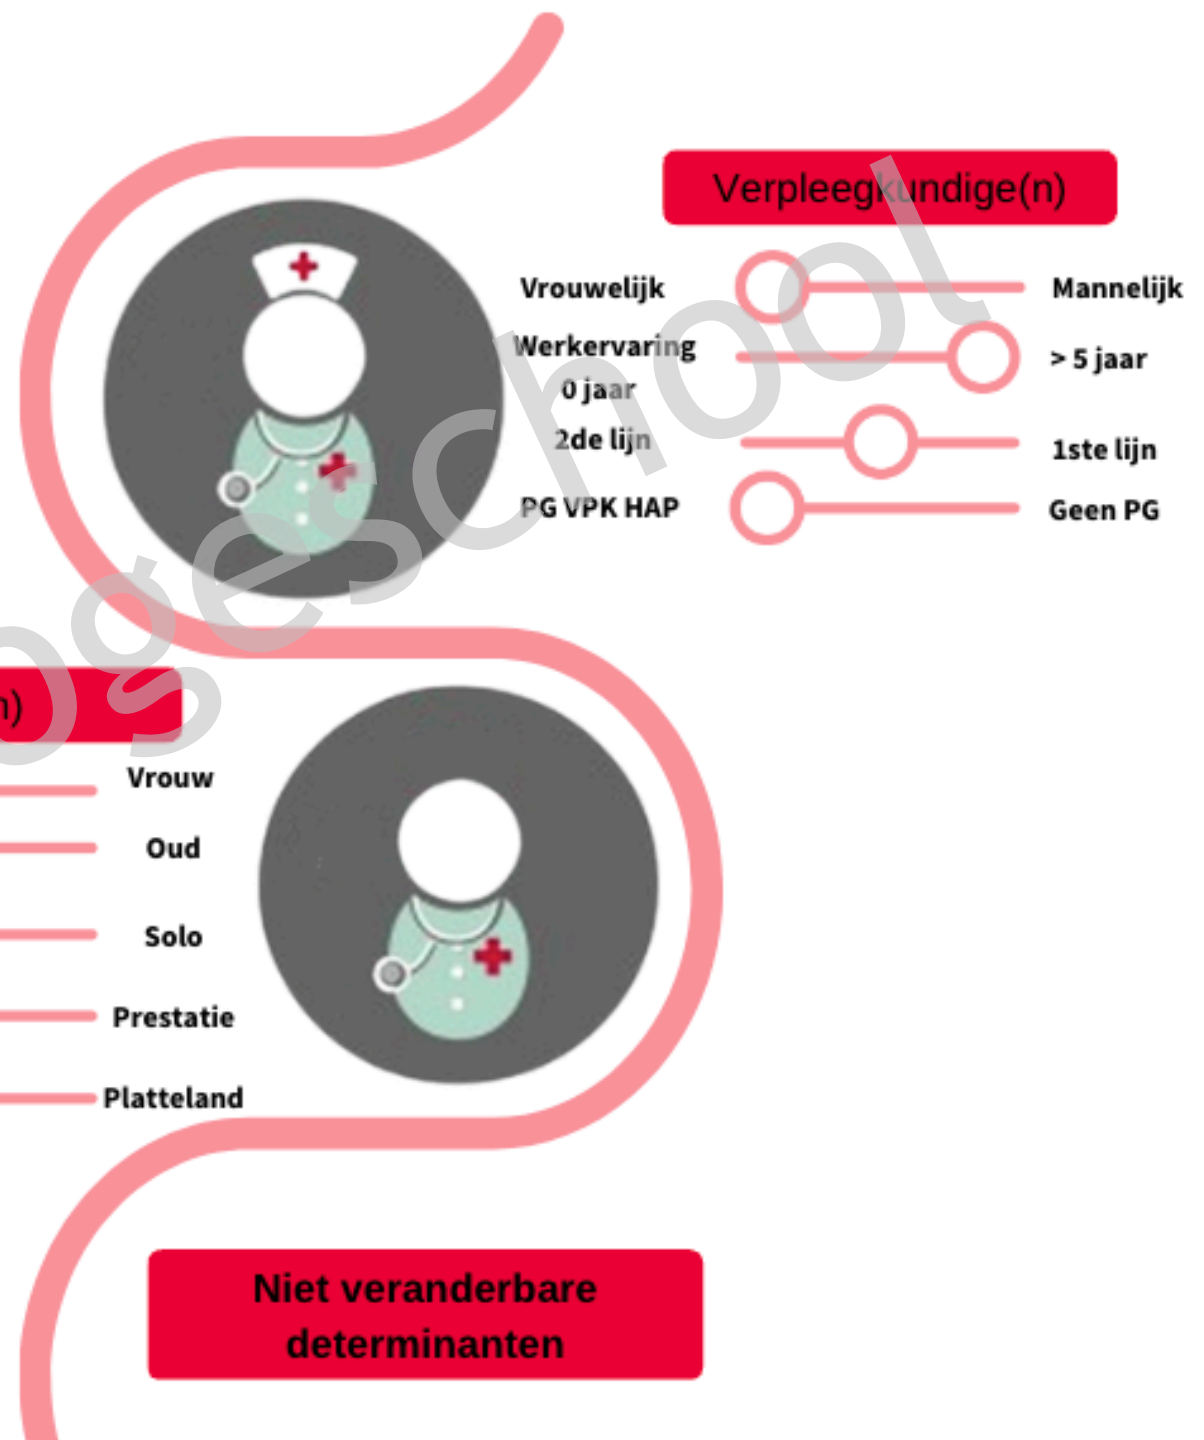 Verpleegkundige(n)
Vrouwelijk
Mannelijk
Werkervaring
0 jaar
> 5 jaar
2de lijn
1ste lijn
PG VPK HAP
Geen PG
n)
Vrouw
Oud
Solo
Prestatie
Platteland
Niet veranderbare
determinanten
ogeschool